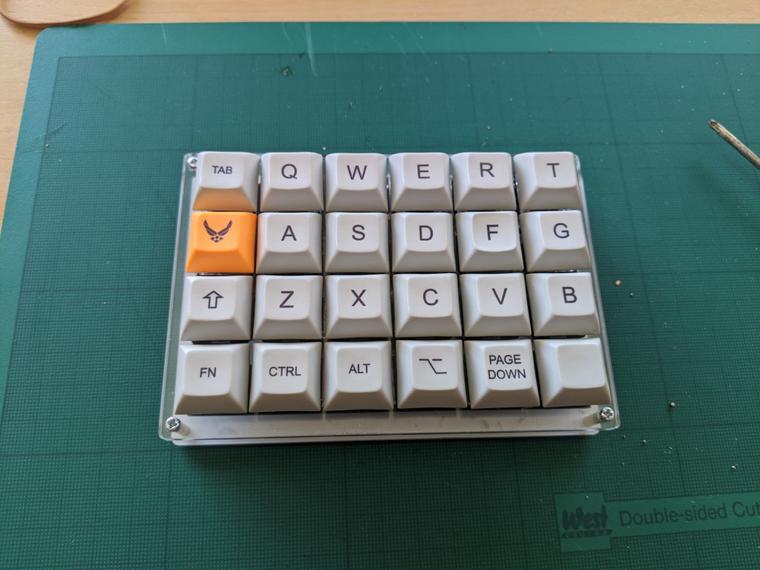 TAB Q W E R T
A S D F G
⇧ Z X C V B
FN CTRL ALT ⌥ PAGE
DOWN
West
Double-sided Cut